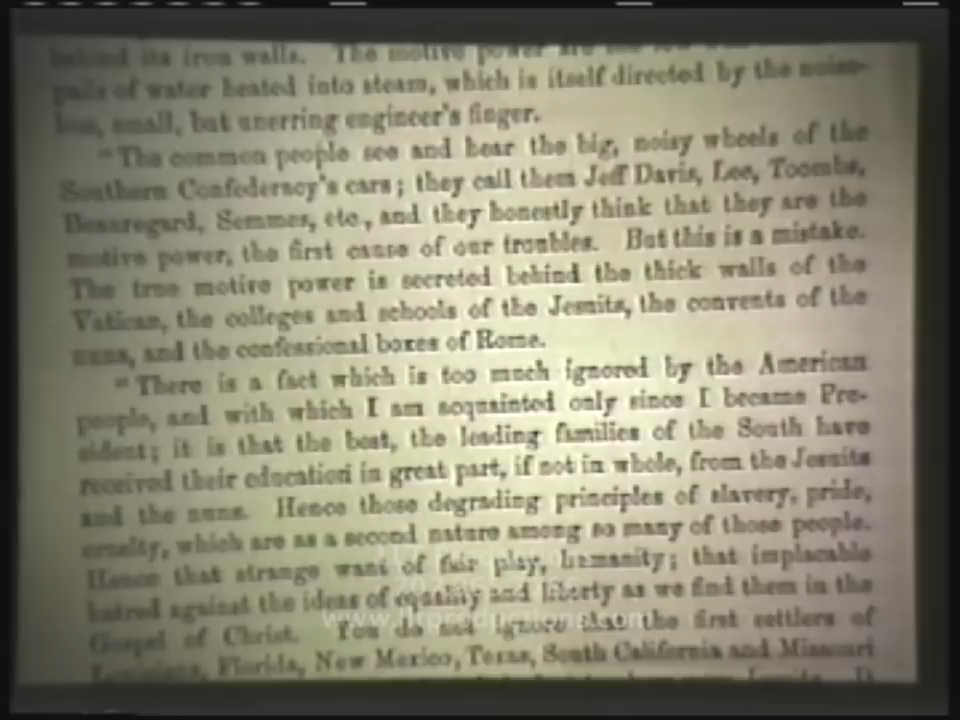 behind its iron walls. The motive power are the
pails of water heated into steam, which is itself directed by the noise-
less, small, but unerring engineer's finger.
"The common people see and hear the big, noisy wheels of the
Southern Confederacy's cars; they call them Jeff Davis, Lee, Toombs,
Beauregard, Semmes, etc., and they honestly think that they are the
motive power, the first cause of our troubles. But this is a mistake.
The true motive power is secreted behind the thick walls of the
Vatican, the colleges and schools of the Jesuits, the convents of the
nuns, and the confessional boxes of Rome.
"There is a fact which is too much ignored by the American
people, and with which I am acquainted only since I became Pre-
sident; it is that the best, the leading families of the South have
received their education in great part, if not in whole, from the Jesuits
and the nuns. Hence those degrading principles of slavery, pride,
cruelty, which are as a second nature among so many of those people.
Hence that strange want of fair play, humanity; that implacable
hatred against the ideas of equality and liberty as we find them in the
Gospel of Christ. You do not ignore that the first settlers of
Louisiana, Florida, New Mexico, Texas, South California and Missouri